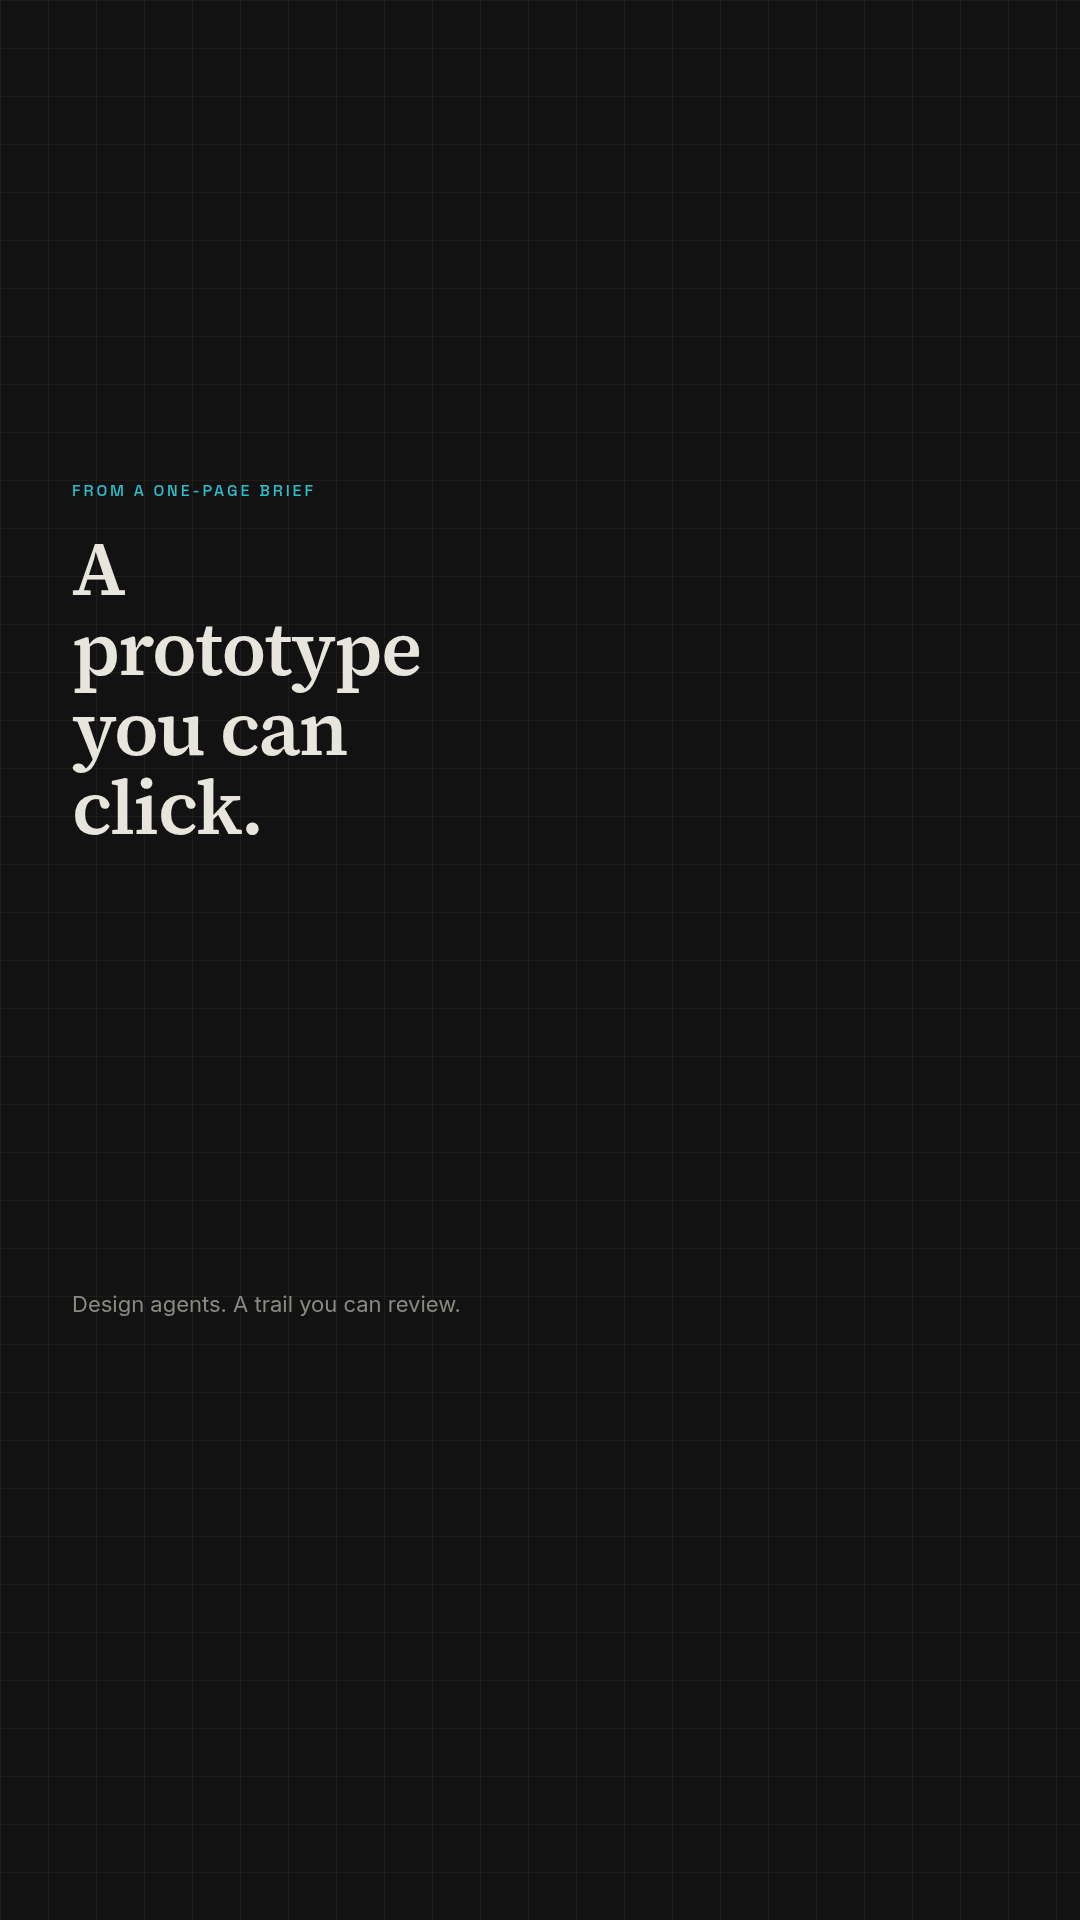 FROM A ONE-PAGE BRIEF
A
prototype
you can
click.
Design agents. A trail you can review.